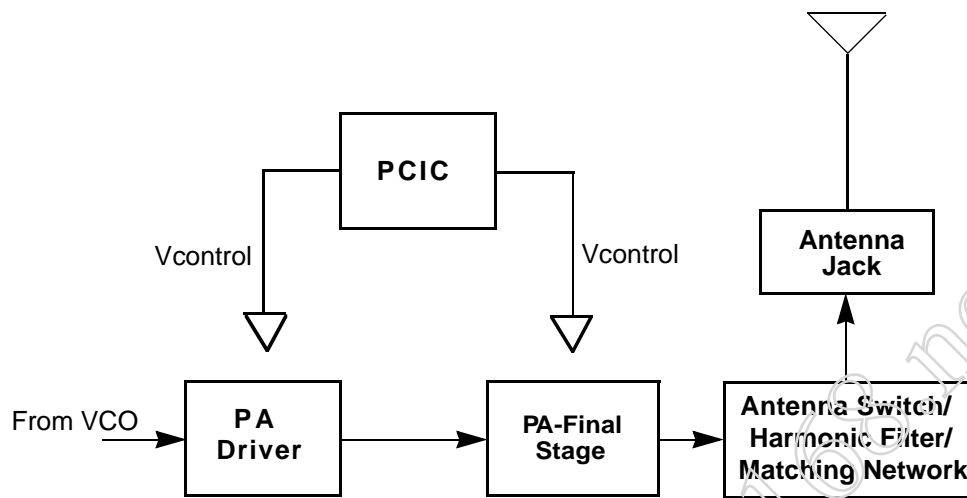 PCIC
Vcontrol
Vcontrol
Antenna
Jack
From VCO
PA
Driver
PA-Final
Stage
Antenna Switch/
Harmonic Filter/
Matching Network